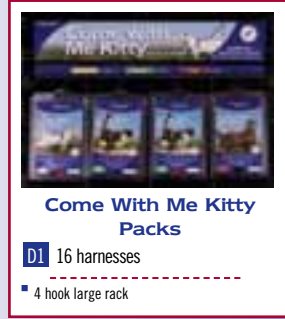 Come With
Me Kitty
Come With Me Kitty
Packs
D1 16 harnesses
4 hook large rack